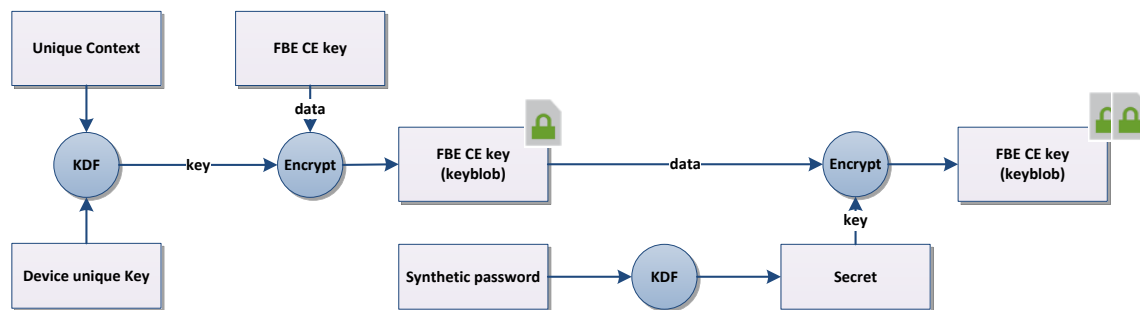 Unique Context
FBE CE key
data
KDF
key
Encrypt
FBE CE key
(keyblob)
data
Encrypt
FBE CE key
(keyblob)
key
Device unique Key
Synthetic password
KDF
Secret